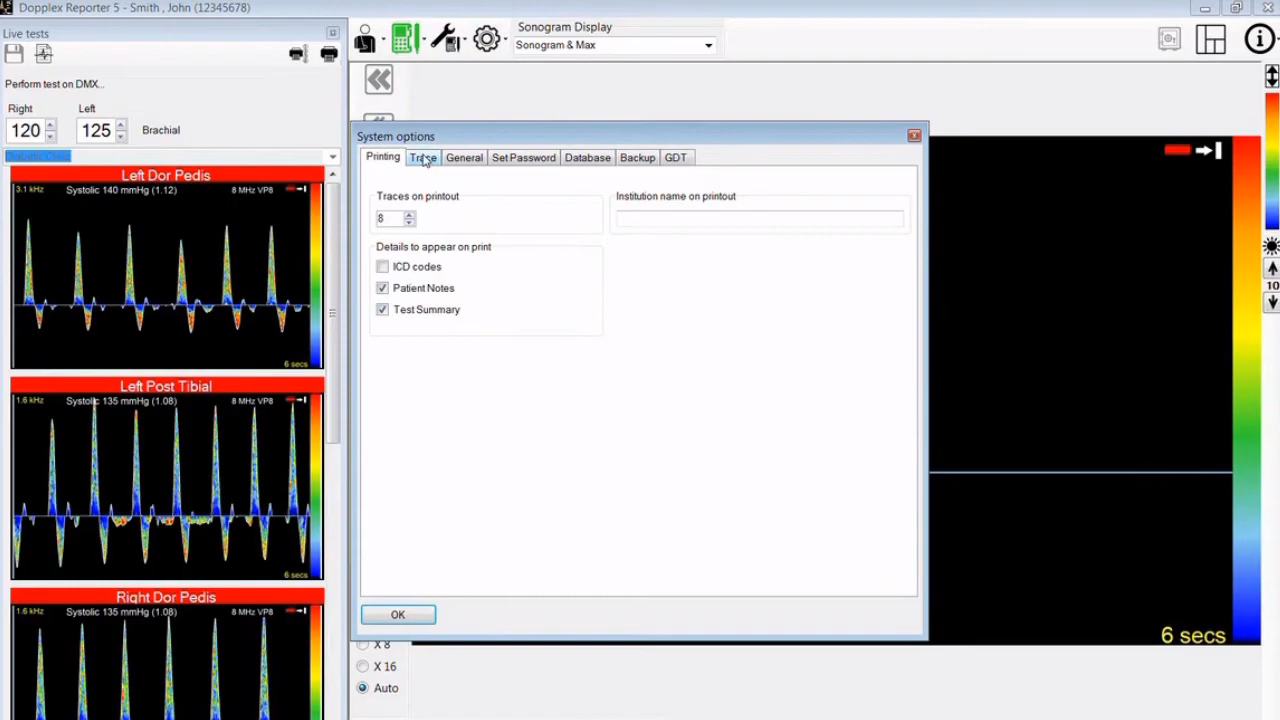 Dopplex Reporter 5 - Smith , John (12345678)
Live tests
Perform test on DMX...
Right
Left
120
125
Brachial
Left Dor Pedis
3.1 kHz
Systolic 140 mmHg (1.12)
8 MHz VP8
6 secs
Left Post Tibial
1.6 kHz
Systolic 135 mmHg (1.08)
8 MHz VP8
6 secs
Right Dor Pedis
1.6 kHz
Systolic 135 mmHg (1.08)
8 MHz VP8
Sonogram Display
Sonogram & Max
System options
Printing
Trace
General
Set Password
Database
Backup
GDT
Traces on printout
8
Institution name on printout
Details to appear on print
ICD codes
Patient Notes
Test Summary
OK
X 8
X 16
Auto
6 secs
10